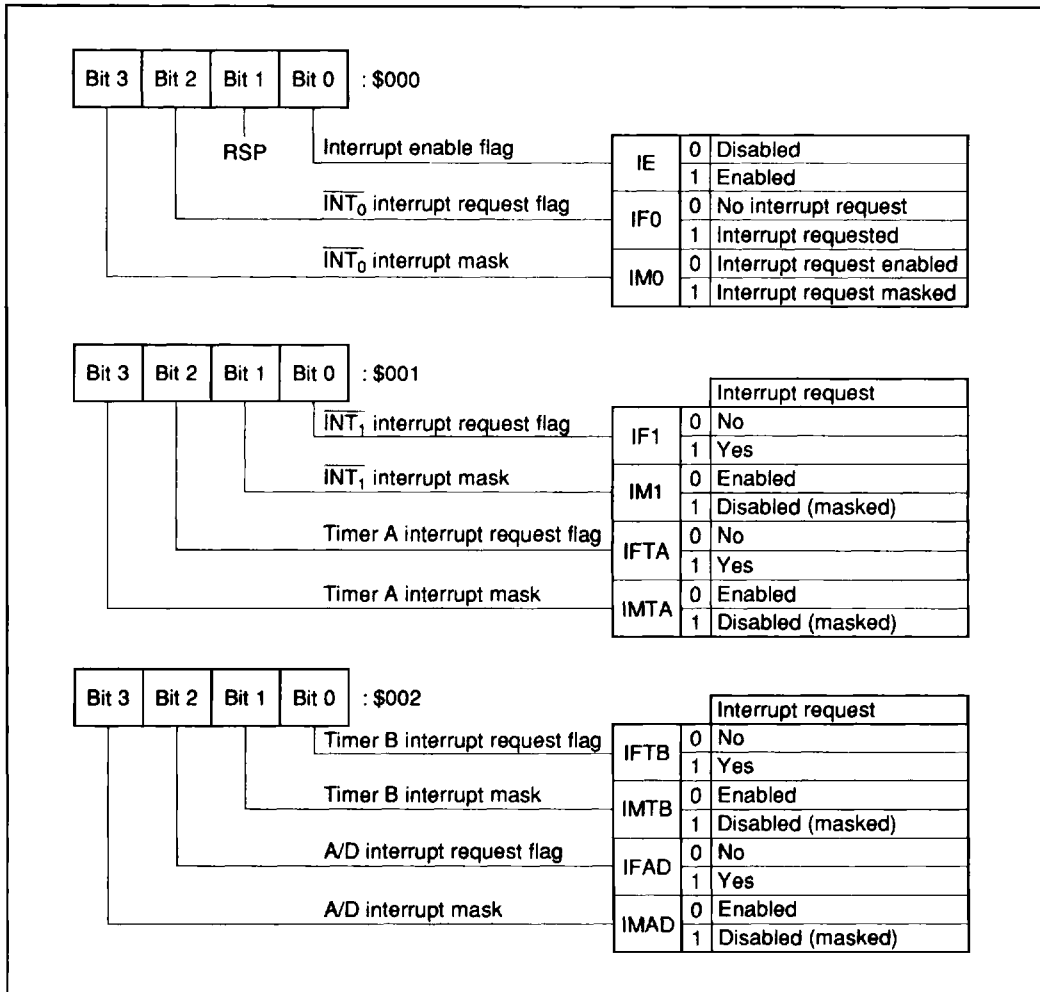 Bit 3 Bit 2 Bit 1 Bit 0 : $000
RSP
Interrupt enable flag IE 0 Disabled
1 Enabled
INT₀ interrupt request flag IF0 0 No interrupt request
1 Interrupt requested
INT₀ interrupt mask IM0 0 Interrupt request enabled
1 Interrupt request masked
Bit 3 Bit 2 Bit 1 Bit 0 : $001
Interrupt request
INT₁ interrupt request flag IF1 0 No
1 Yes
INT₁ interrupt mask IM1 0 Enabled
1 Disabled (masked)
Timer A interrupt request flag IFTA 0 No
1 Yes
Timer A interrupt mask IMTA 0 Enabled
1 Disabled (masked)
Bit 3 Bit 2 Bit 1 Bit 0 : $002
Interrupt request
Timer B interrupt request flag IFTB 0 No
1 Yes
Timer B interrupt mask IMTB 0 Enabled
1 Disabled (masked)
A/D interrupt request flag IFAD 0 No
1 Yes
A/D interrupt mask IMAD 0 Enabled
1 Disabled (masked)